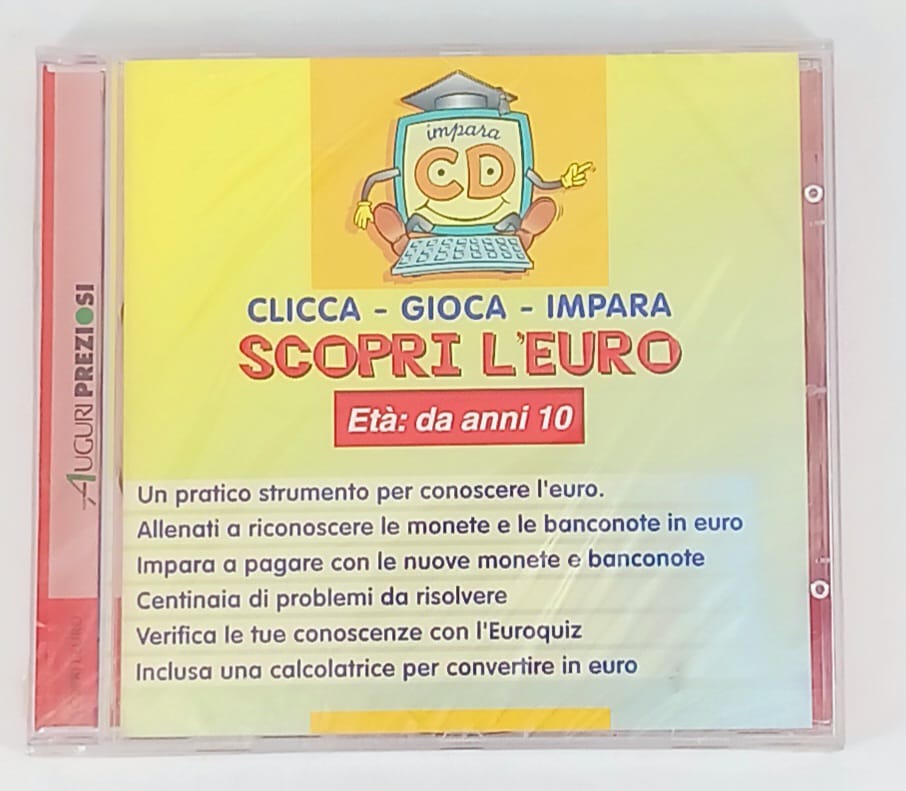 impara
CD
CLICCA - GIOCA - IMPARA
SCOPRI L'EURO
Età: da anni 10
Un pratico strumento per conoscere l'euro.
Allenati a riconoscere le monete e le banconote in euro
Impara a pagare con le nuove monete e banconote
Centinaia di problemi da risolvere
Verifica le tue conoscenze con l'Euroquiz
Inclusa una calcolatrice per convertire in euro
AUGURI PREZIOSI